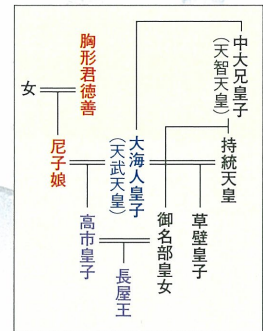 中大兄皇子
（天智天皇）
持統天皇
草壁皇子
御名部皇女
大海人皇子
（天武天皇）
長屋王
高市皇子
胸形君徳善
尼子娘
女